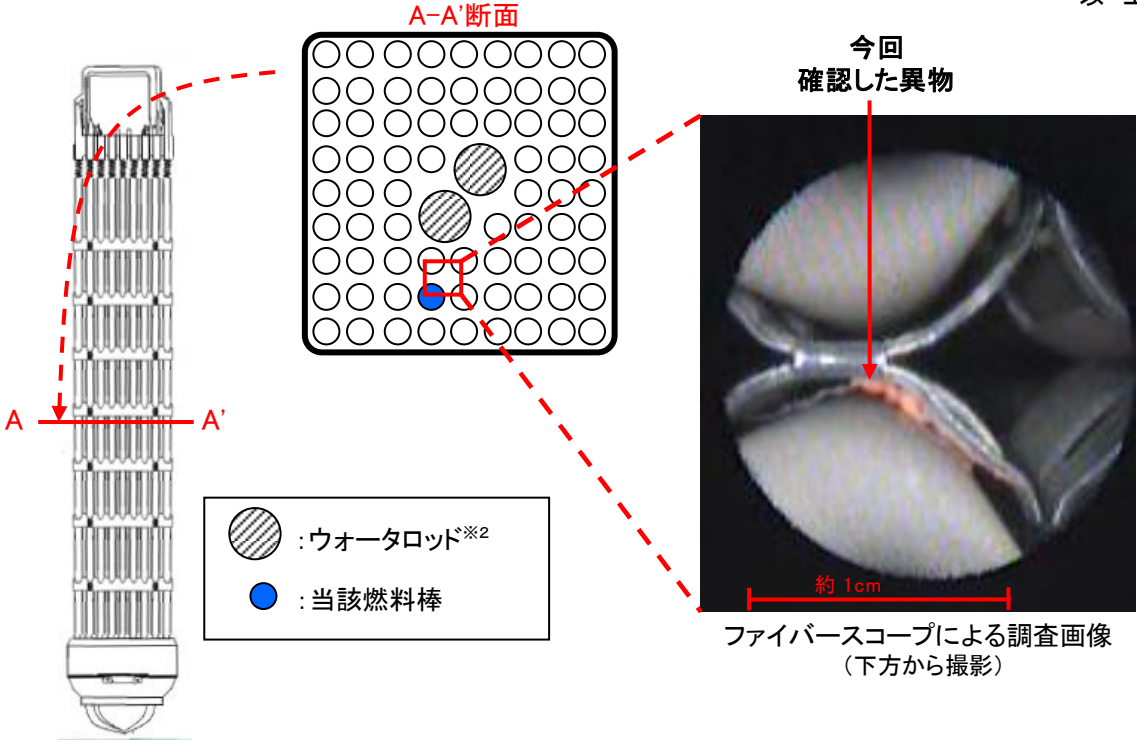 A-A'断面
今回
確認した異物
A
A'
:ウォータロッド※2
:当該燃料棒
約 1cm
ファイバースコープによる調査画像
(下方から撮影)